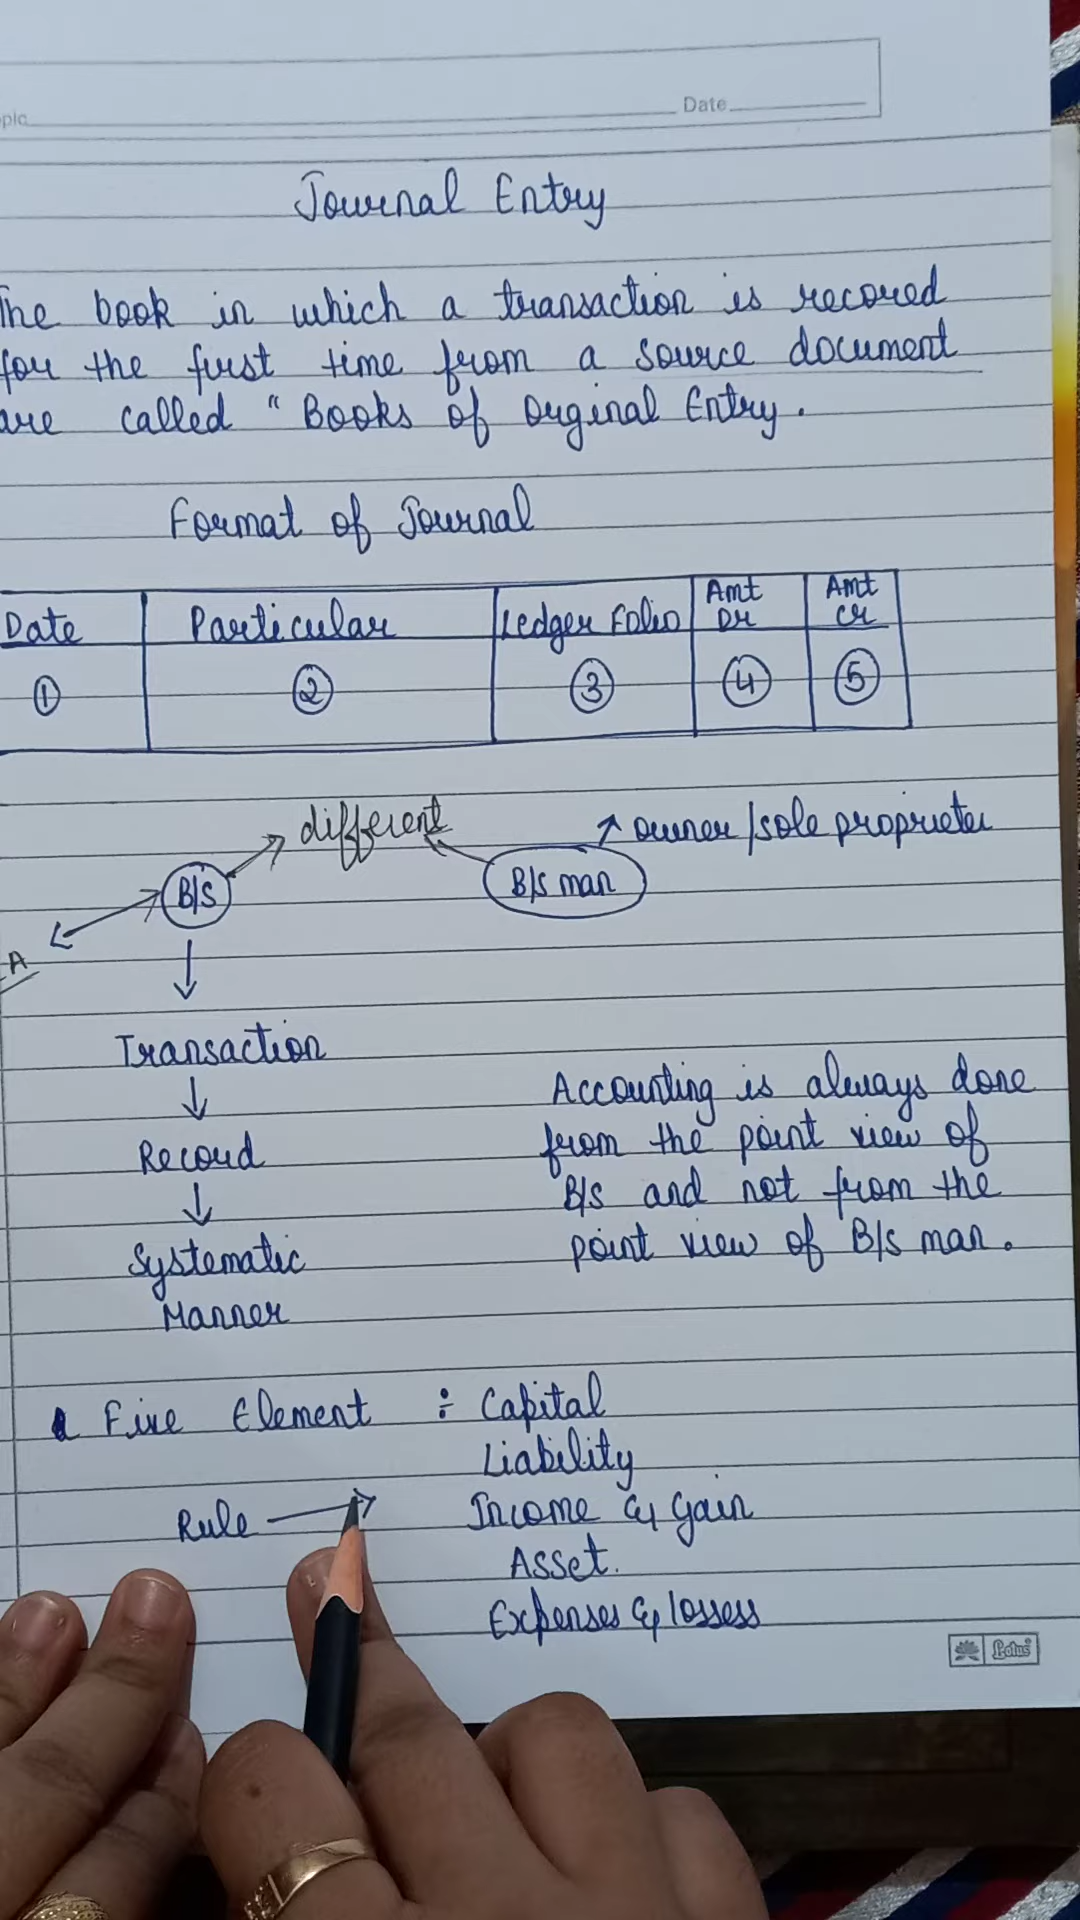 Date
Journal Entry
The book in which a transaction is recored
for the first time from a source document
are called "Books of Orginal Entry.
Format of Journal
Date Particular Ledger Folio Amt Dr Amt Cr
① ② ③ ④ ⑤
different
↑ owner/sole proprieter
B/S
B/S man
A
Transaction
Record
Systematic
Manner
Accounting is always done
from the point view of
B/s and not from the
point view of B/s man.
Five Element : Capital
Liability
Rule → Income & gain
Asset.
Expenses & lossess
Lotus